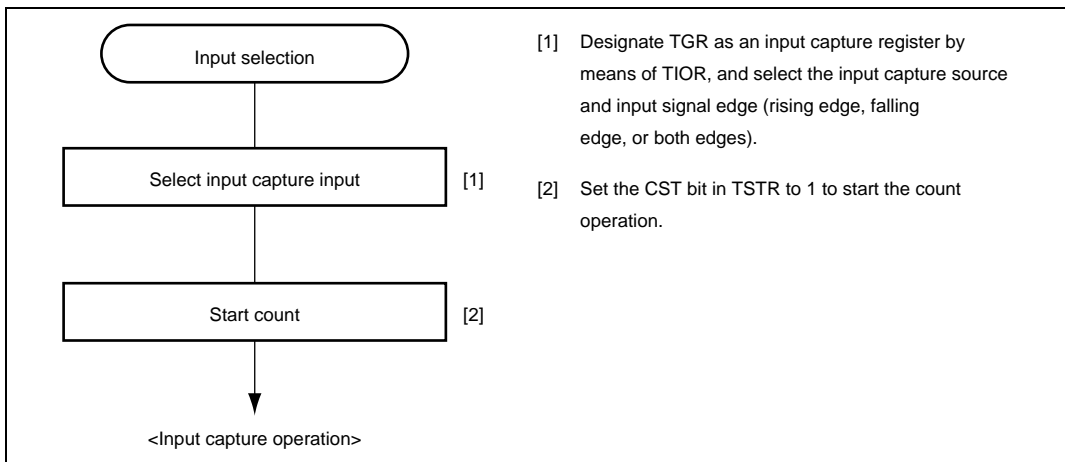 Input selection
Select input capture input
[1]
Start count
[2]
<Input capture operation>
[1] Designate TGR as an input capture register by
means of TIOR, and select the input capture source
and input signal edge (rising edge, falling
edge, or both edges).
[2] Set the CST bit in TSTR to 1 to start the count
operation.